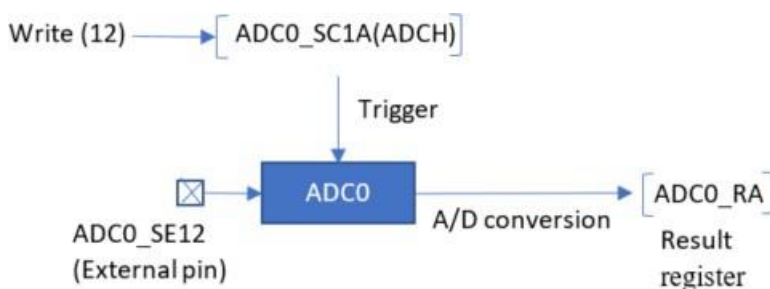 Write (12)
ADC0_SC1A(ADCH)
Trigger
ADC0
A/D conversion
ADC0_RA
ADC0_SE12
(External pin)
Result
register